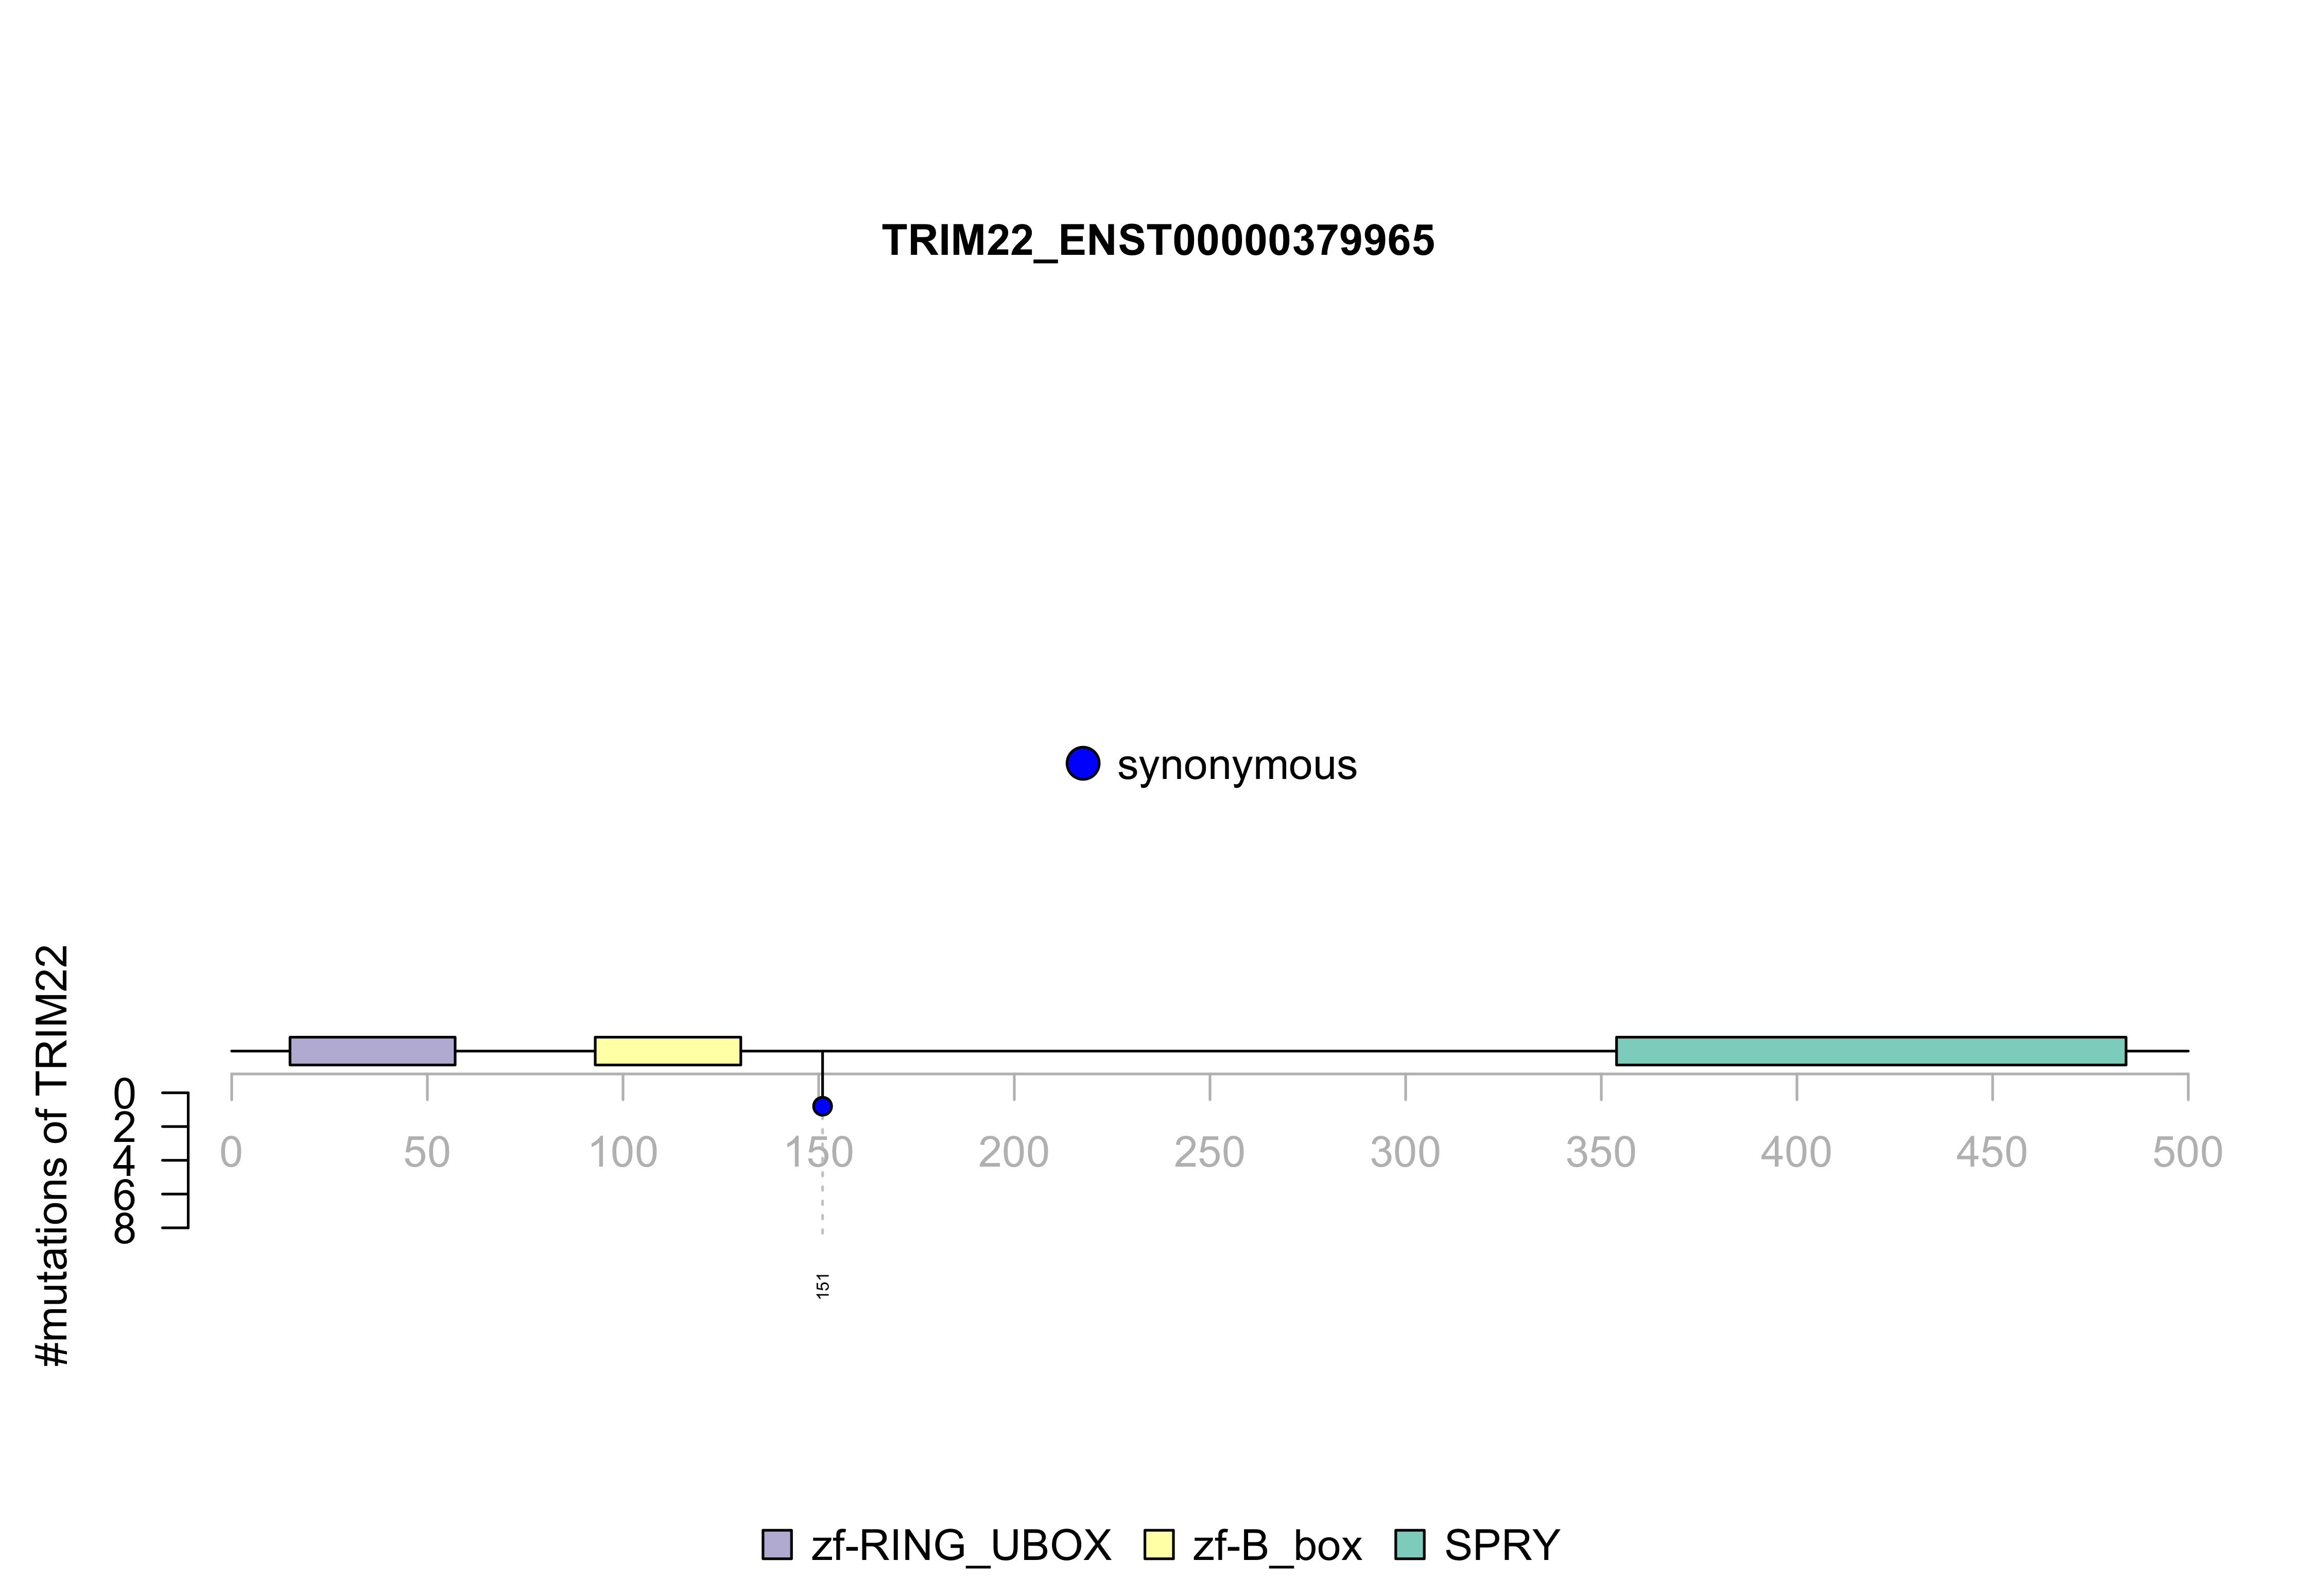 TRIM22_ENST00000379965
synonymous
#mutations of TRIM22
0
2
4
6
8
0 50 100 150 200 250 300 350 400 450 500
151
zf-RING_UBOX zf-B_box SPRY